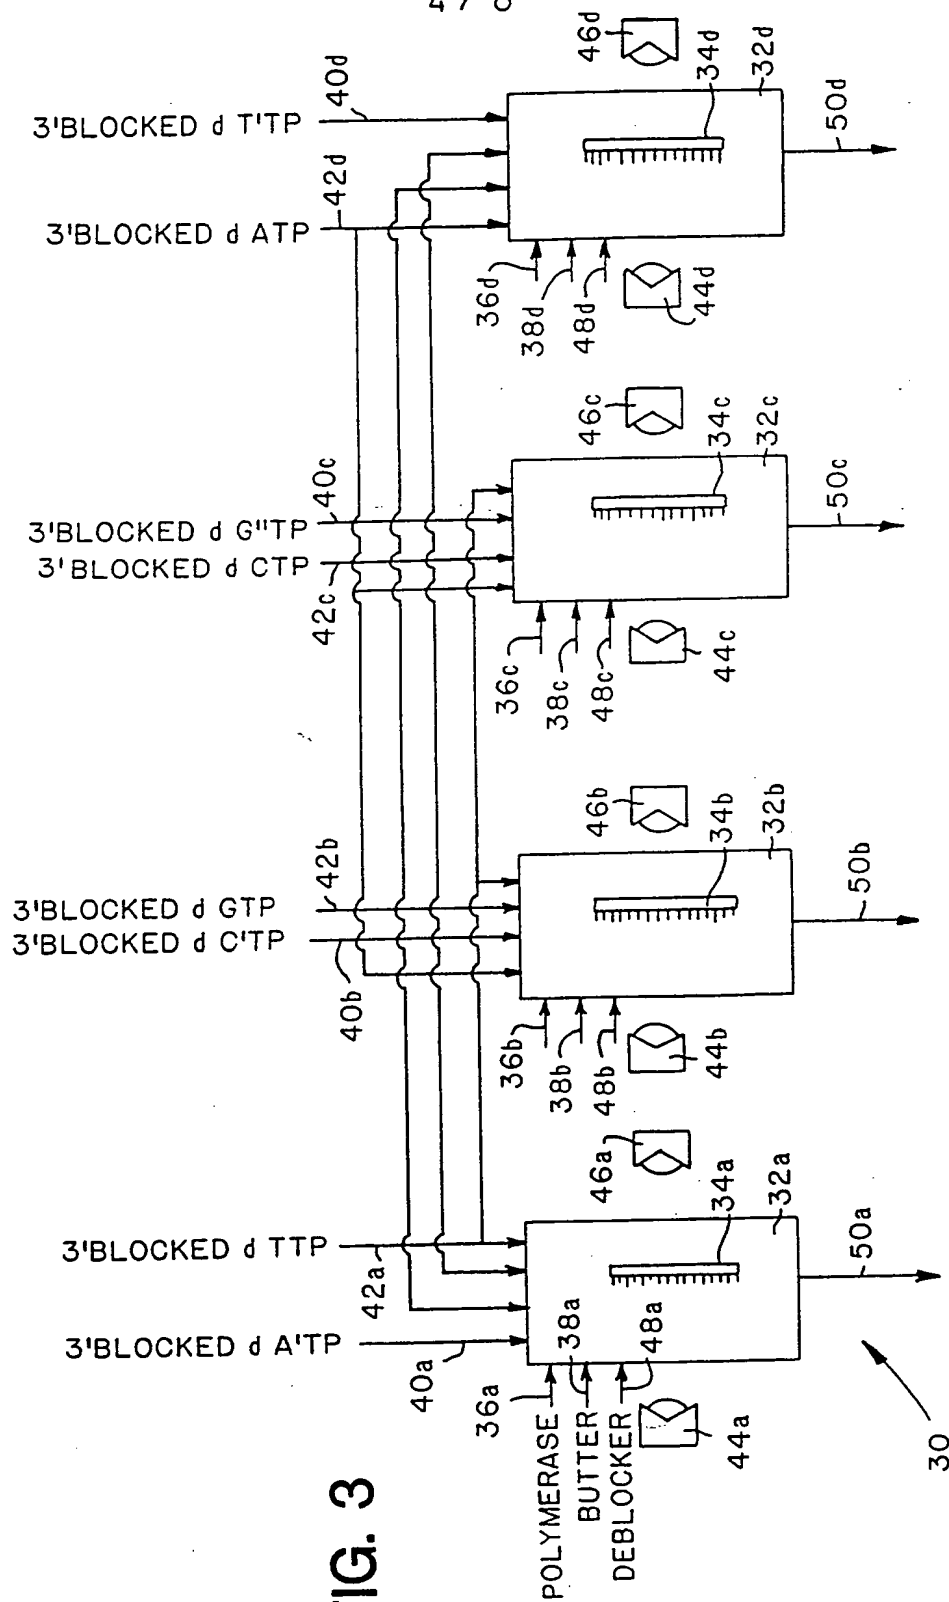 3'BLOCKED d T'TP
40d
3'BLOCKED d ATP
42d
46d
34d
32d
36d
38d
48d
44d
50d
3'BLOCKED d G"TP
40c
3'BLOCKED d CTP
42c
46c
34c
32c
36c
38c
48c
44c
50c
3'BLOCKED d GTP
42b
3'BLOCKED d C'TP
40b
46b
34b
32b
36b
38b
48b
44b
50b
3'BLOCKED d TTP
42a
3'BLOCKED d A'TP
40a
46a
34a
32a
36a
38a
48a
POLYMERASE
BUTTER
DEBLOCKER
44a
50a
30
FIG. 3